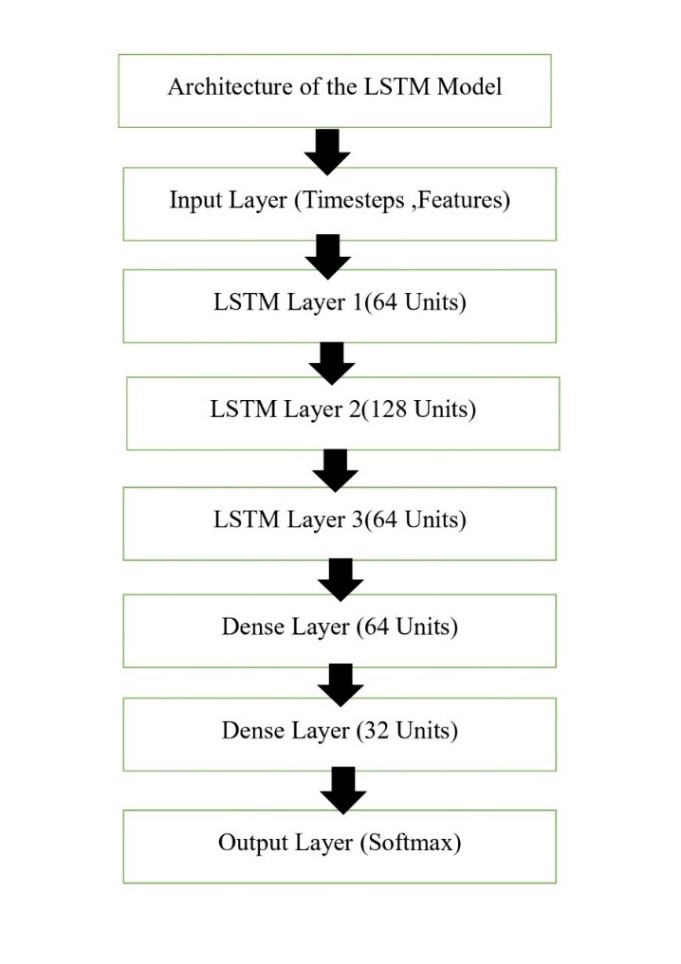 Architecture of the LSTM Model
Input Layer (Timesteps ,Features)
LSTM Layer 1(64 Units)
LSTM Layer 2(128 Units)
LSTM Layer 3(64 Units)
Dense Layer (64 Units)
Dense Layer (32 Units)
Output Layer (Softmax)